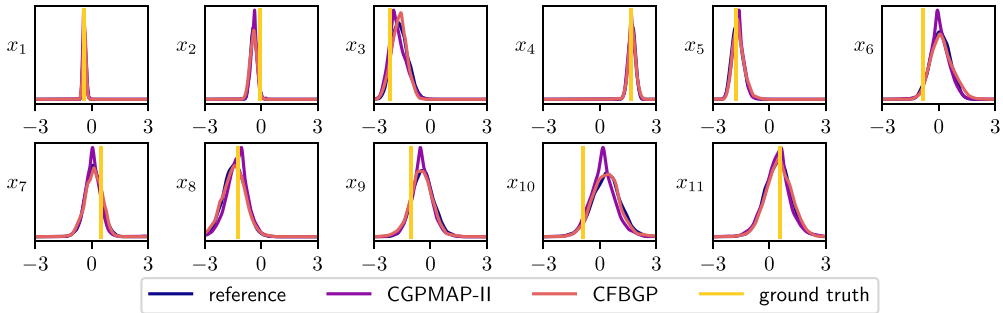 x1 x2 x3 x4 x5 x6
−3 0 3 −3 0 3 −3 0 3 −3 0 3 −3 0 3 −3 0 3
x7 x8 x9 x10 x11
−3 0 3 −3 0 3 −3 0 3 −3 0 3 −3 0 3
reference CGPMAP-II CFBGP ground truth